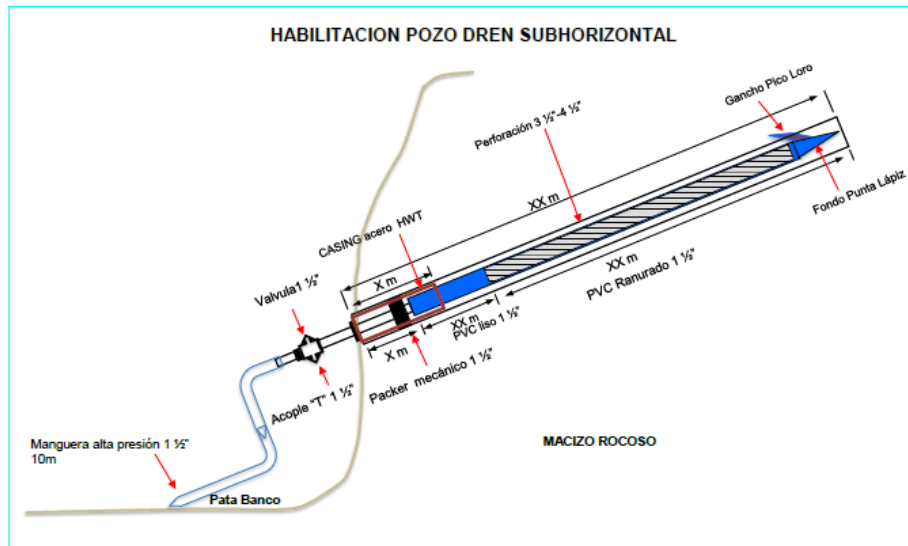 HABILITACION POZO DREN SUBHORIZONTAL
Gancho Pico Loro
Perforación 3 ½"-4 ½"
XX m
Fondo Punta Lápiz
CASING acero HWT
XX m
PVC Ranurado 1 ½"
X m
Valvula1 ½"
XX m
PVC liso 1 ½"
X m
Packer mecánico 1 ½"
Acople "T" 1 ½"
Manguera alta presión 1 ½"
10m
MACIZO ROCOSO
Pata Banco